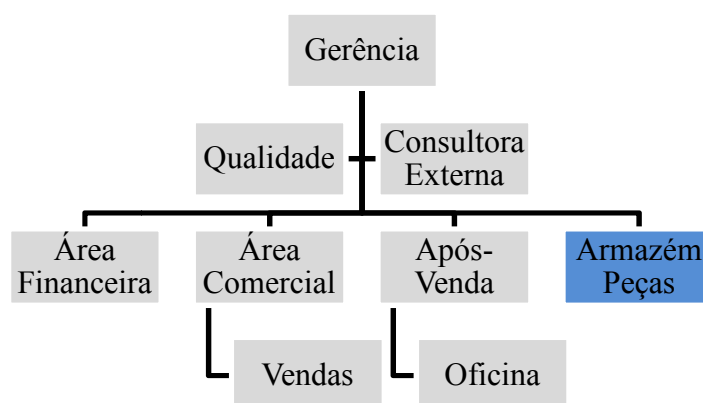 Gerência
Qualidade
Consultora
Externa
Área
Financeira
Área
Comercial
Após-
Venda
Armazém
Peças
Vendas
Oficina